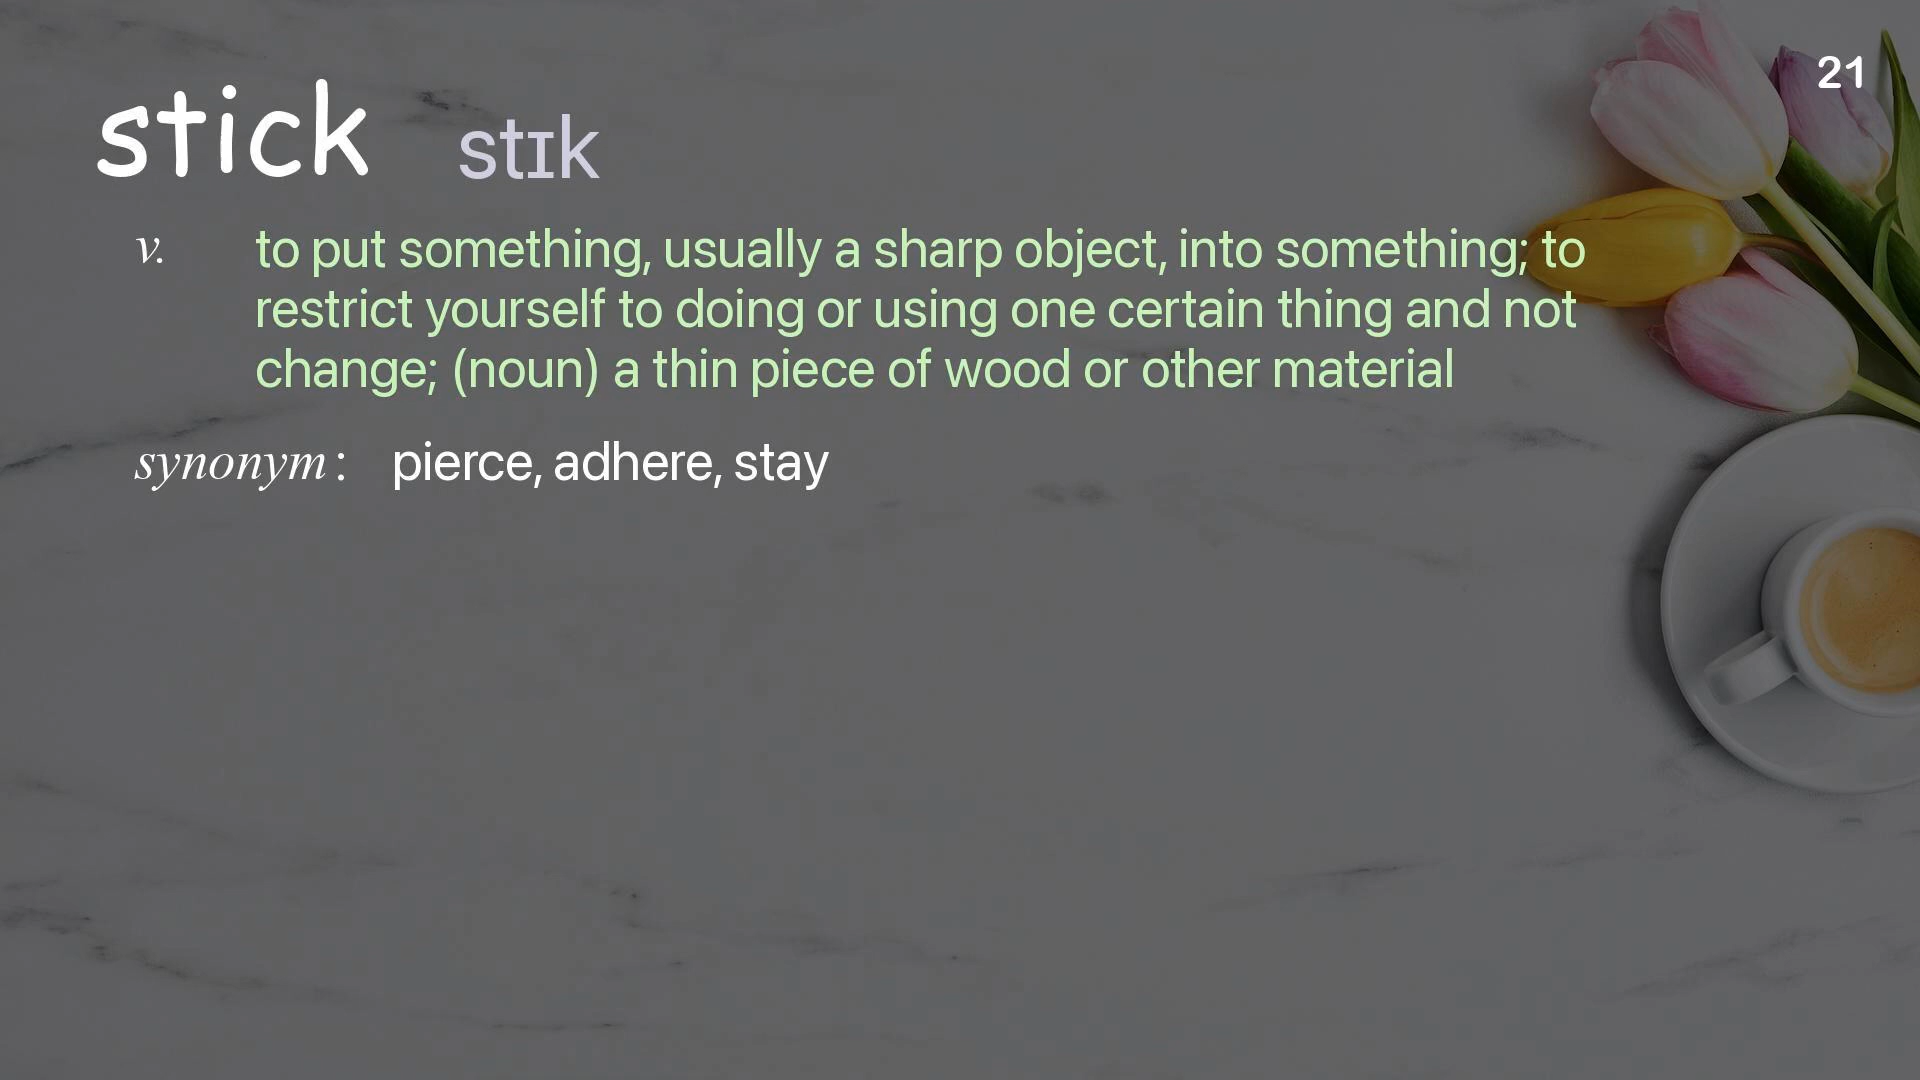 21
stick stɪk
v. to put something, usually a sharp object, into something; to
restrict yourself to doing or using one certain thing and not
change; (noun) a thin piece of wood or other material
synonym: pierce, adhere, stay